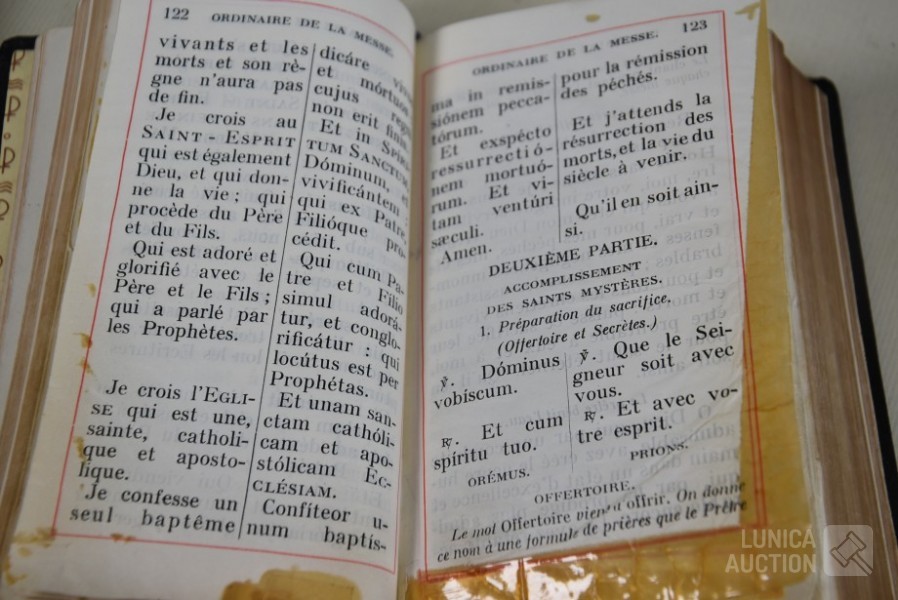 122 ORDINAIRE DE LA MESSE.
vivants et les
morts et son rè-
gne n'aura pas
de fin.
Je crois au
SAINT-ESPRIT
qui est également
Dieu, et qui don-
ne la vie ; qui
procède du Père
et du Fils.
Qui est adoré et
glorifié avec le
Père et le Fils ;
qui a parlé par
les Prophètes.
Je crois l'EGLI-
SE qui est une,
sainte, catholi-
que et aposto-
lique.
Je confesse un
seul baptême
dicáre
et mórtuos
cujus regni
non erit finis.
Et in SPÍRI-
TUM SANCTUM,
Dóminum, et
vivificántem :
qui ex Patre
Filióque pro-
cédit.
Qui cum Pa-
tre et Fílio
simul adorá-
tur, et conglo-
rificátur : qui
locútus est per
Prophétas.
Et unam san-
ctam cathóli-
cam et apo-
stólicam Ec-
CLÉSIAM.
Confíteor u-
num baptís-
ORDINAIRE DE LA MESSE. 123
ma in remis-
siónem pecca-
tórum.
Et exspécto
ressurrectió-
nem mortuó-
rum. Et vi-
tam ventúri
sæculi.
Amen.
pour la rémission
des péchés.
Et j'attends la
résurrection des
morts, et la vie du
siècle à venir.
Qu'il en soit ain-
si.
DEUXIÈME PARTIE.
ACCOMPLISSEMENT
DES SAINTS MYSTÈRES.
1. Préparation du sacrifice.
(Offertoire et Secrètes.)
℣. Dóminus
vobíscum.
℟. Et cum
spíritu tuo.
ORÉMUS.
℣. Que le Sei-
gneur soit avec
vous.
℟. Et avec vo-
tre esprit.
PRIONS.
OFFERTOIRE.
Le mot Offertoire vient d'offrir. On donne
ce nom à une formule de prières que le Prêtre
LUNICA
AUCTION